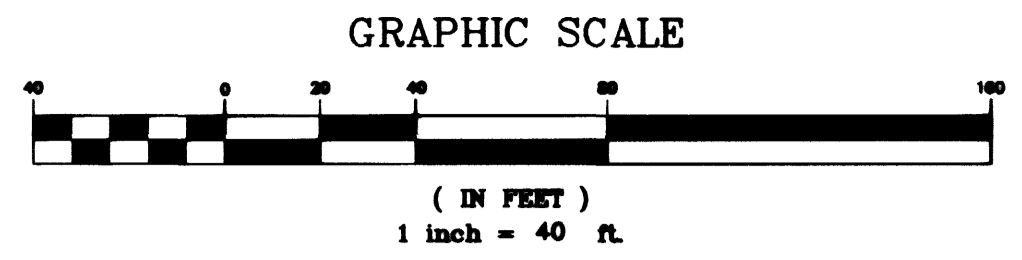 GRAPHIC SCALE
40 0 20 40 80 160
( IN FEET )
1 inch = 40 ft.